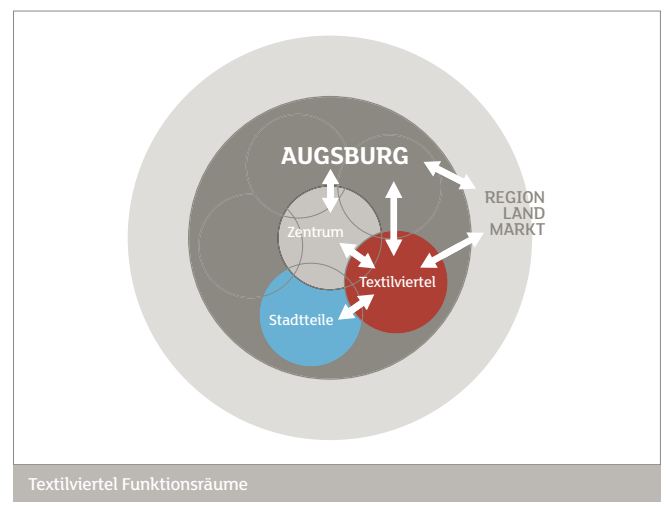 AUGSBURG
REGION
LAND
MARKT
Zentrum
Textilviertel
Stadtteile
Textilviertel Funktionsräume